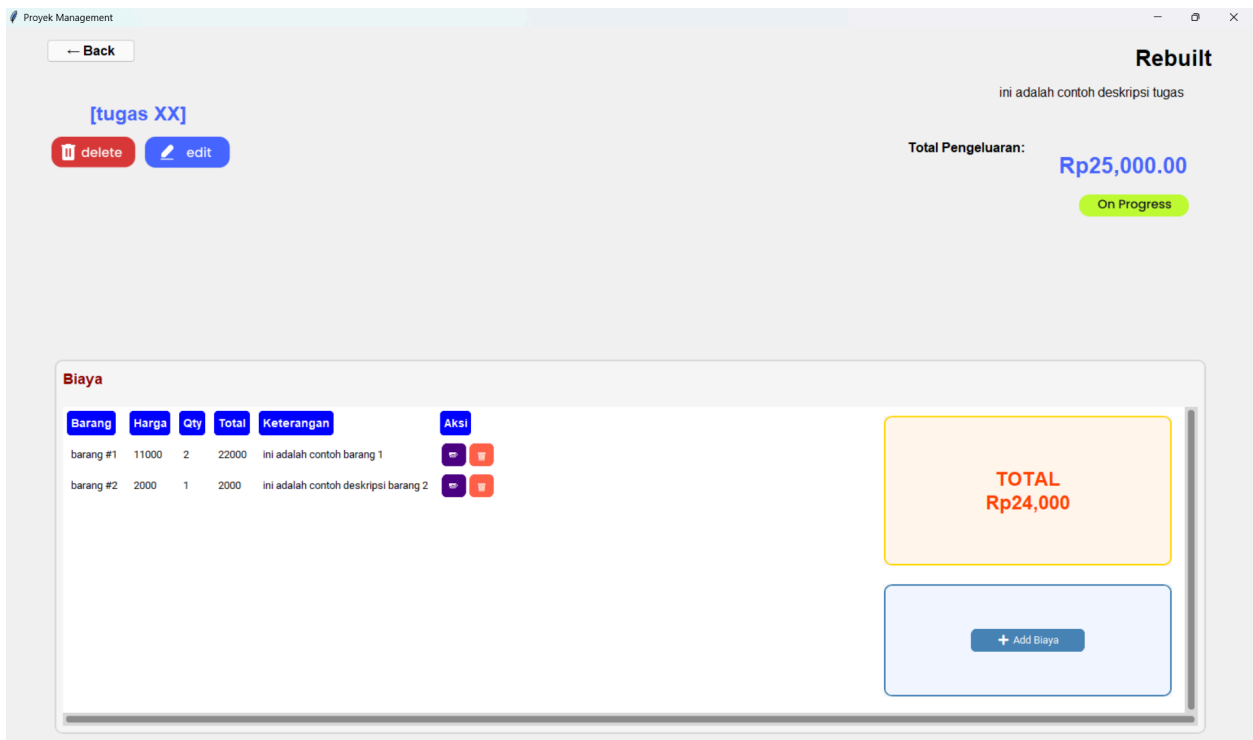 Proyek Management
← Back
Rebuilt
ini adalah contoh deskripsi tugas
[tugas XX]
delete edit
Total Pengeluaran:
Rp25,000.00
On Progress
Biaya
Barang Harga Qty Total Keterangan Aksi
barang #1 11000 2 22000 ini adalah contoh barang 1
barang #2 2000 1 2000 ini adalah contoh deskripsi barang 2
TOTAL
Rp24,000
+ Add Biaya